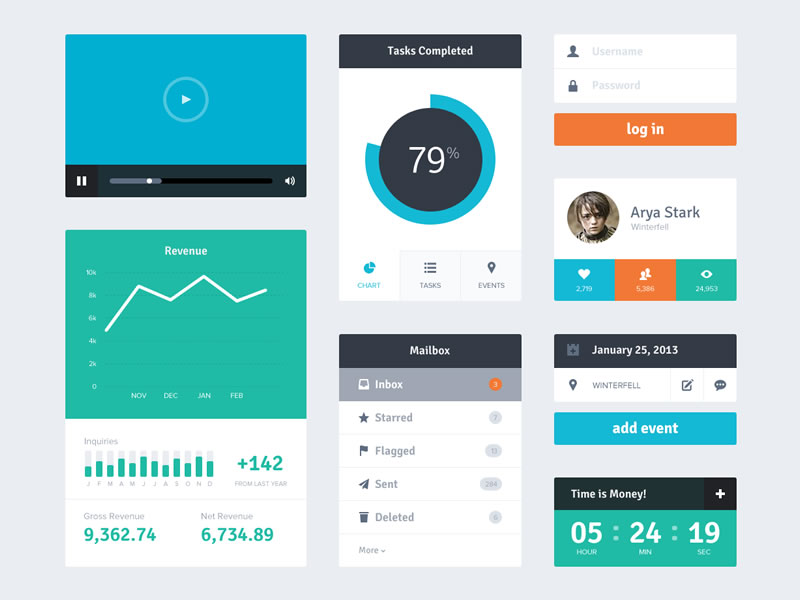 Revenue
10k
8k
6k
4k
2k
0
NOV DEC JAN FEB
Inquiries
J F M A M J J A S O N D
+142
FROM LAST YEAR
Gross Revenue Net Revenue
9,362.74 6,734.89
Tasks Completed
79%
CHART TASKS EVENTS
Mailbox
Inbox 3
Starred 7
Flagged
Sent 284
Deleted 6
More
Username
Password
log in
Arya Stark
Winterfell
2,719 5,386 24,953
January 25, 2013
WINTERFELL
add event
Time is Money! +
05 : 24 : 19
HOUR MIN SEC